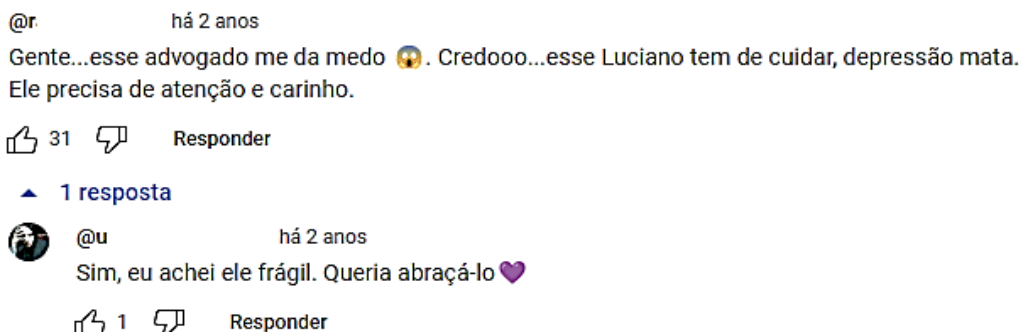 @r há 2 anos
Gente...esse advogado me da medo 😱. Credooo...esse Luciano tem de cuidar, depressão mata.
Ele precisa de atenção e carinho.
31 Responder
1 resposta
@u há 2 anos
Sim, eu achei ele frágil. Queria abraçá-lo💜
1 Responder